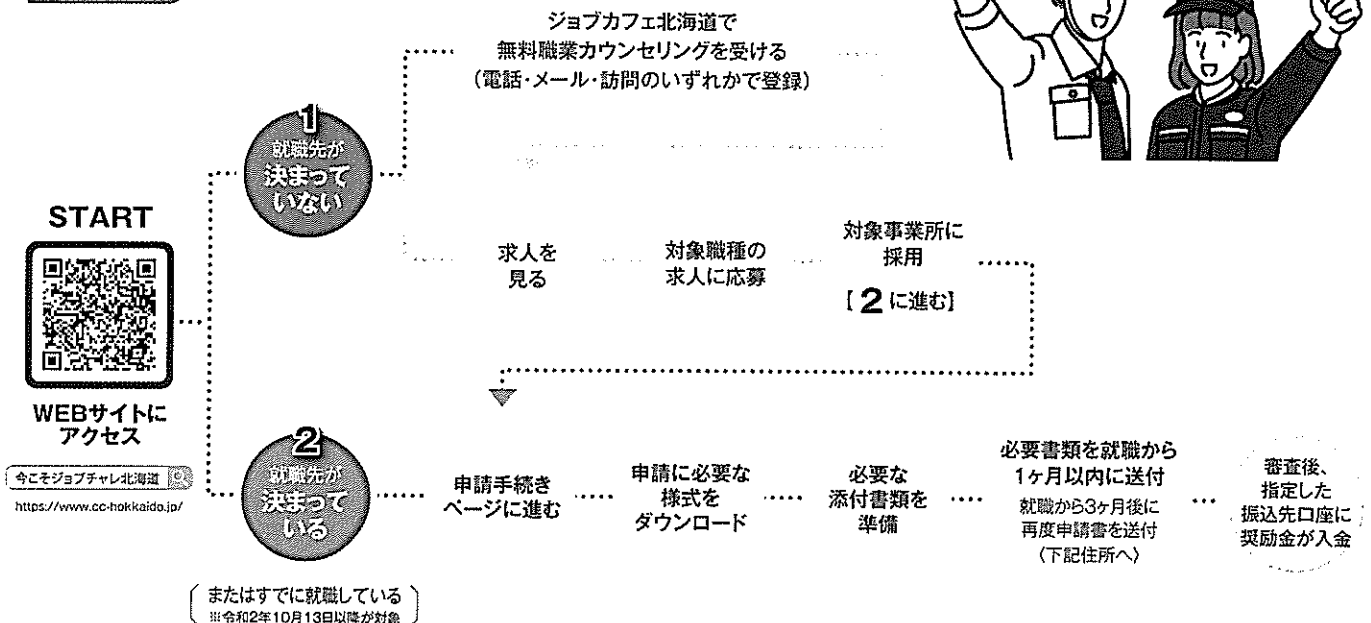 ジョブカフェ北海道で
無料職業カウンセリングを受ける
（電話・メール・訪問のいずれかで登録）
1
就職先が
決まって
いない
START
求人を
見る
対象職種の
求人に応募
対象事業所に
採用
【2に進む】
WEBサイトに
アクセス
今こそジョブチャレ北海道
https://www.cc-hokkaido.jp/
2
就職先が
決まって
いる
申請手続き
ページに進む
申請に必要な
様式を
ダウンロード
必要な
添付書類を
準備
必要書類を就職から
1ヶ月以内に送付
就職から3ヶ月後に
再度申請書を送付
〈下記住所へ〉
審査後、
指定した
振込先口座に
奨励金が入金
またはすでに就職している
※令和2年10月13日以降が対象